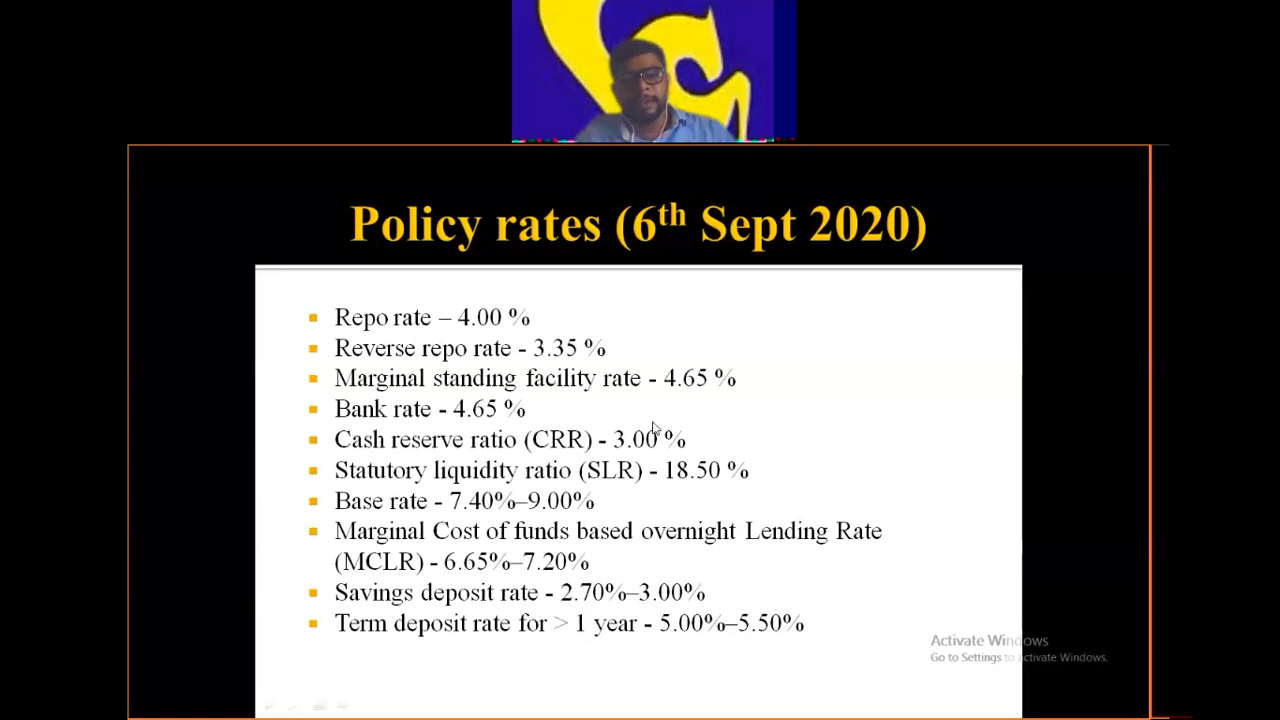 Policy rates (6th Sept 2020)
Repo rate – 4.00 %
Reverse repo rate - 3.35 %
Marginal standing facility rate - 4.65 %
Bank rate - 4.65 %
Cash reserve ratio (CRR) - 3.00 %
Statutory liquidity ratio (SLR) - 18.50 %
Base rate - 7.40%–9.00%
Marginal Cost of funds based overnight Lending Rate
(MCLR) - 6.65%–7.20%
Savings deposit rate - 2.70%–3.00%
Term deposit rate for > 1 year - 5.00%–5.50%
Activate Windows
Go to Settings to activate Windows.